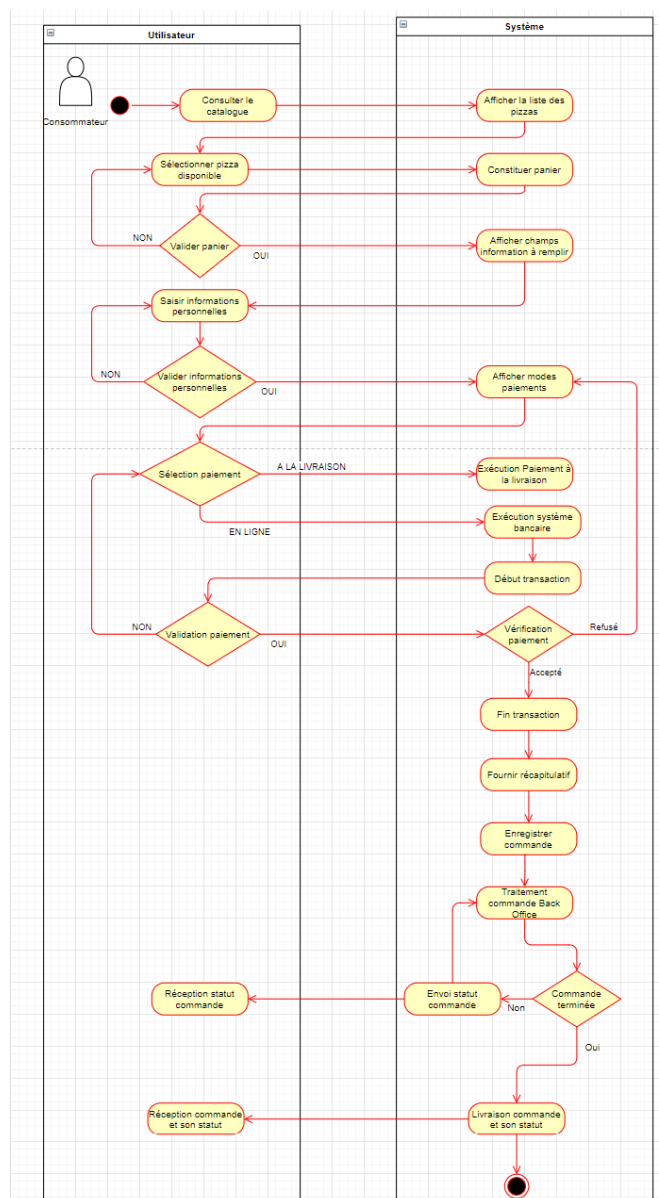 Utilisateur
Système
Consommateur
Consulter le
catalogue
Afficher la liste des
pizzas
Sélectionner pizza
disponible
Constituer panier
NON
Valider panier
OUI
Afficher champs
information à remplir
Saisir informations
personnelles
NON
Valider informations
personnelles
OUI
Afficher modes
paiements
Sélection paiement
A LA LIVRAISON
Exécution Paiement à
la livraison
EN LIGNE
Exécution système
bancaire
Début transaction
NON
Validation paiement
OUI
Vérification
paiement
Refusé
Accepté
Fin transaction
Fournir récapitulatif
Enregistrer
commande
Traitement
commande Back
Office
Réception statut
commande
Envoi statut
commande
Non
Commande
terminée
Oui
Réception commande
et son statut
Livraison commande
et son statut